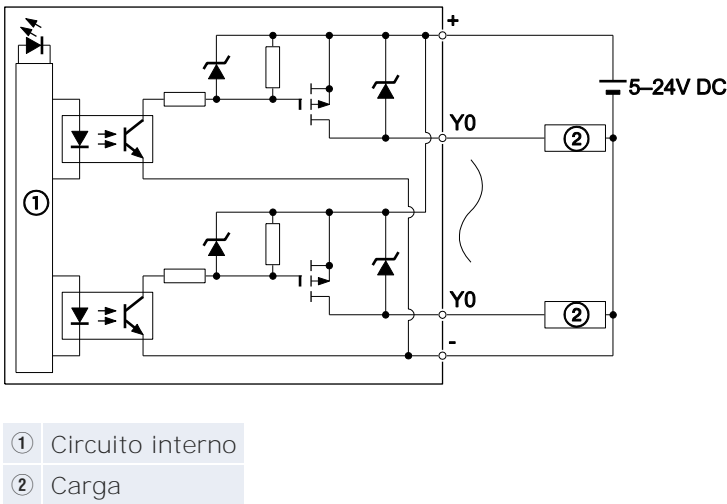 +
5–24V DC
Y0
②
①
Y0
②
-
① Circuito interno
② Carga